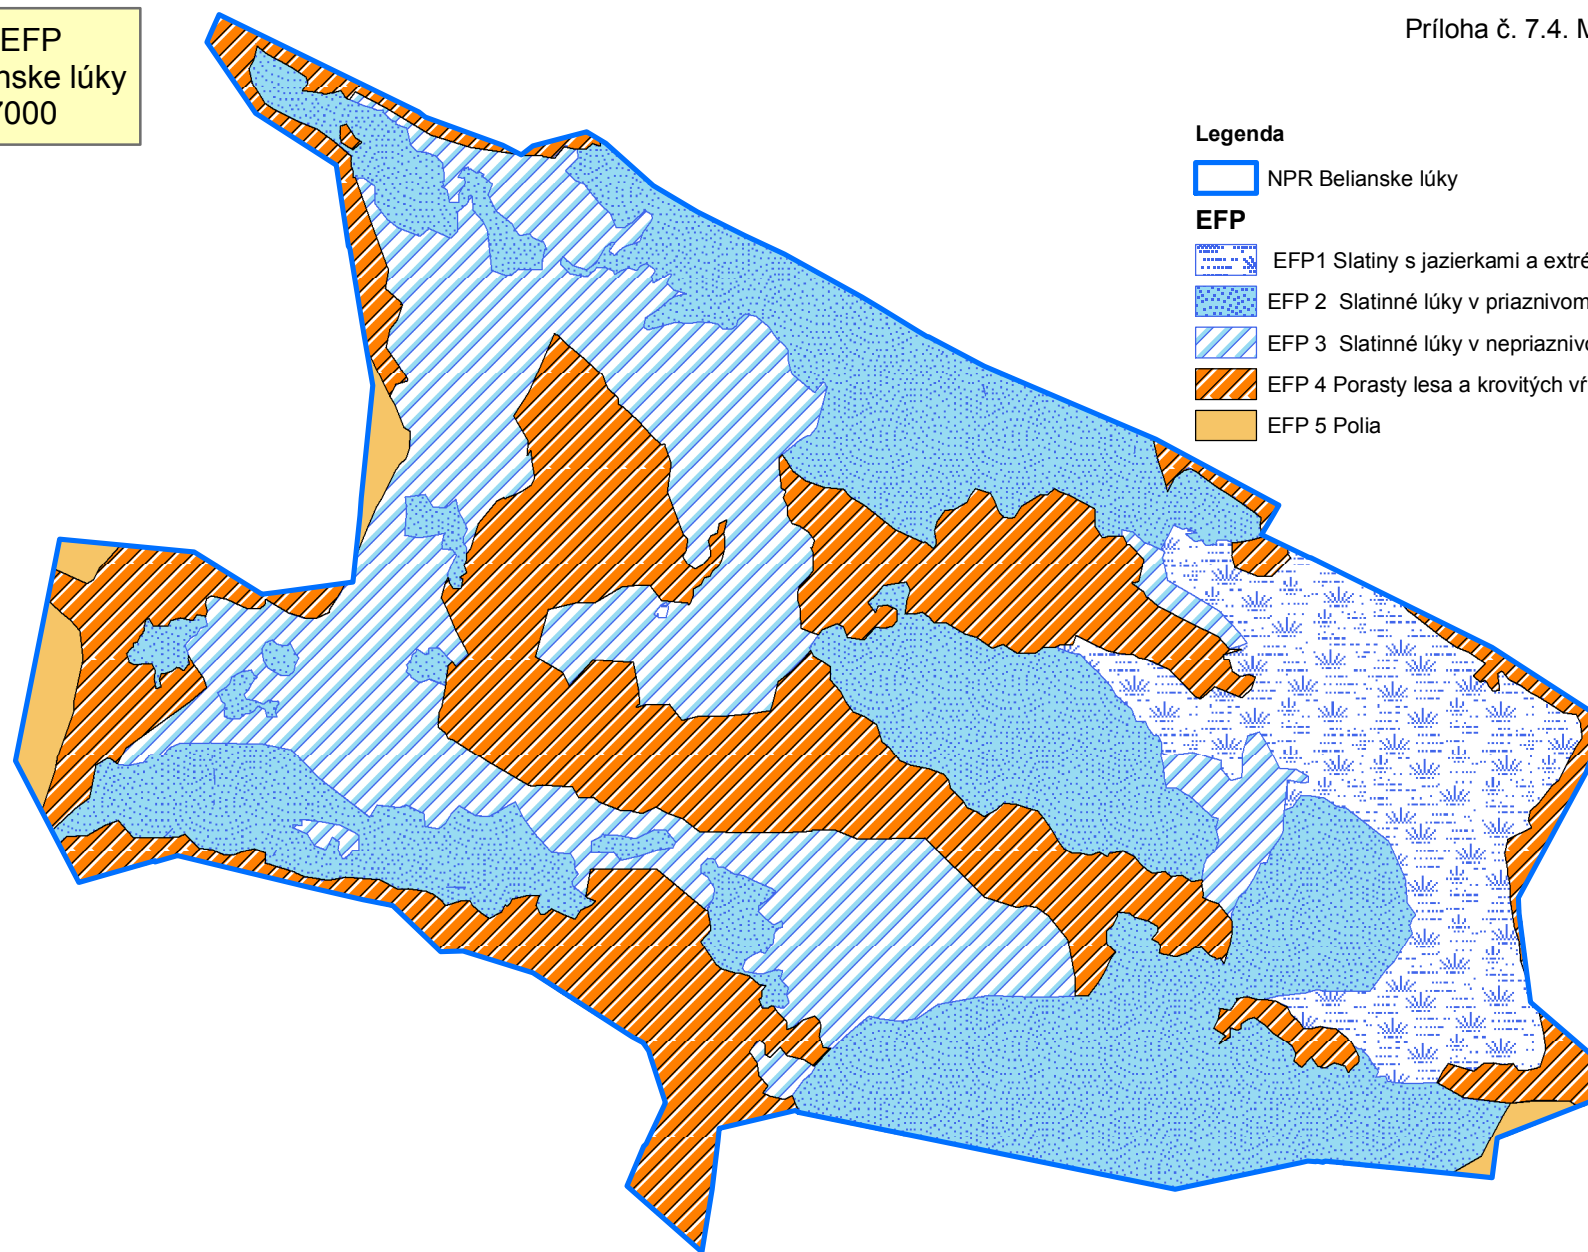 EFP
nske lúky
7000
Príloha č. 7.4. M
Legenda
NPR Belianske lúky
EFP
EFP1 Slatiny s jazierkami a extré
EFP 2 Slatinné lúky v priaznivom
EFP 3 Slatinné lúky v nepriaznivo
EFP 4 Porasty lesa a krovitých vŕ
EFP 5 Polia